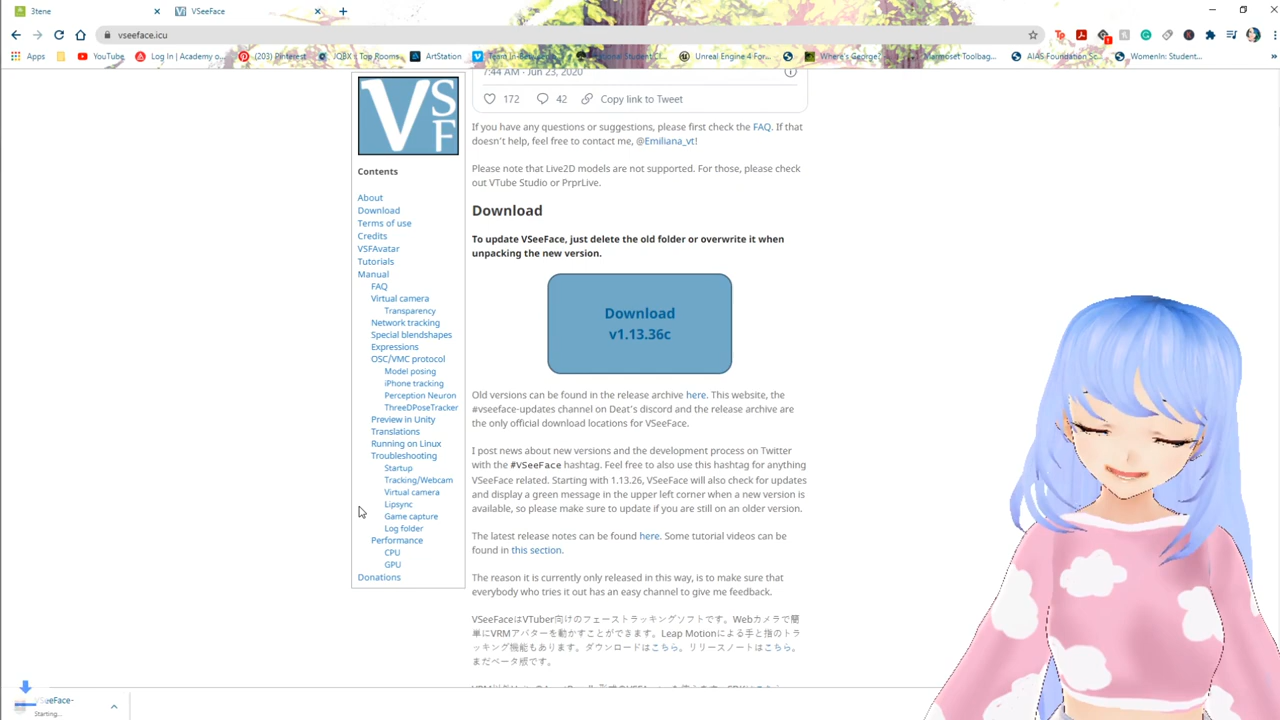 3tene
VSeeFace
vseeface.icu
Apps
YouTube
Log In | Academy o...
(203) Pinterest
JQBX : Top Rooms
ArtStation
Unreal Engine 4 For...
Where's George?
Marmoset Toolbag...
AIAS Foundation Sc...
WomenIn: Student...
VSF
7:44 AM · Jun 23, 2020
172
42
Copy link to Tweet
If you have any questions or suggestions, please first check the FAQ. If that
doesn't help, feel free to contact me, @Emiliana_vt!
Please note that Live2D models are not supported. For those, please check
out VTube Studio or PrprLive.
Download
To update VSeeFace, just delete the old folder or overwrite it when
unpacking the new version.
Download
v1.13.36c
Old versions can be found in the release archive here. This website, the
#vseeface-updates channel on Deat's discord and the release archive are
the only official download locations for VSeeFace.
I post news about new versions and the development process on Twitter
with the #VSeeFace hashtag. Feel free to also use this hashtag for anything
VSeeFace related. Starting with 1.13.26, VSeeFace will also check for updates
and display a green message in the upper left corner when a new version is
available, so please make sure to update if you are still on an older version.
The latest release notes can be found here. Some tutorial videos can be
found in this section.
The reason it is currently only released in this way, is to make sure that
everybody who tries it out has an easy channel to give me feedback.
VSeeFaceはVTuber向けのフェーストラッキングソフトです。Webカメラで簡
単にVRMアバターを動かすことができます。Leap Motionによる手と指のトラ
ッキング機能もあります。ダウンロードはこちら。リリースノートはこちら。
まだベータ版です。
Contents
About
Download
Terms of use
Credits
VSFAvatar
Tutorials
Manual
FAQ
Virtual camera
Transparency
Network tracking
Special blendshapes
Expressions
OSC/VMC protocol
Model posing
iPhone tracking
Perception Neuron
ThreeDPoseTracker
Preview in Unity
Translations
Running on Linux
Troubleshooting
Startup
Tracking/Webcam
Virtual camera
Lipsync
Game capture
Log folder
Performance
CPU
GPU
Donations
VSeeFace-
Starting...